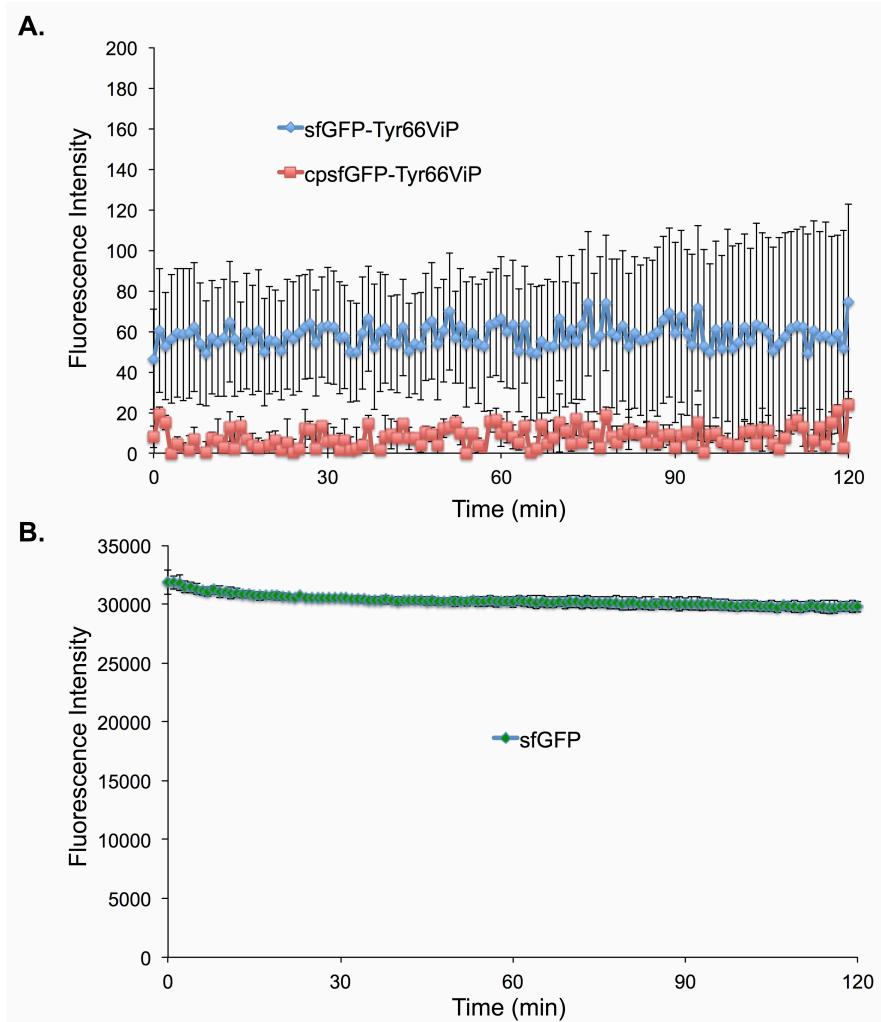 A.
200
180
160
140
120
100
80
60
40
20
0
Fluorescence Intensity
sfGFP-Tyr66ViP
cpsfGFP-Tyr66ViP
0 30 60 90 120
Time (min)
B.
35000
30000
25000
20000
15000
10000
5000
0
Fluorescence Intensity
sfGFP
0 30 60 90 120
Time (min)